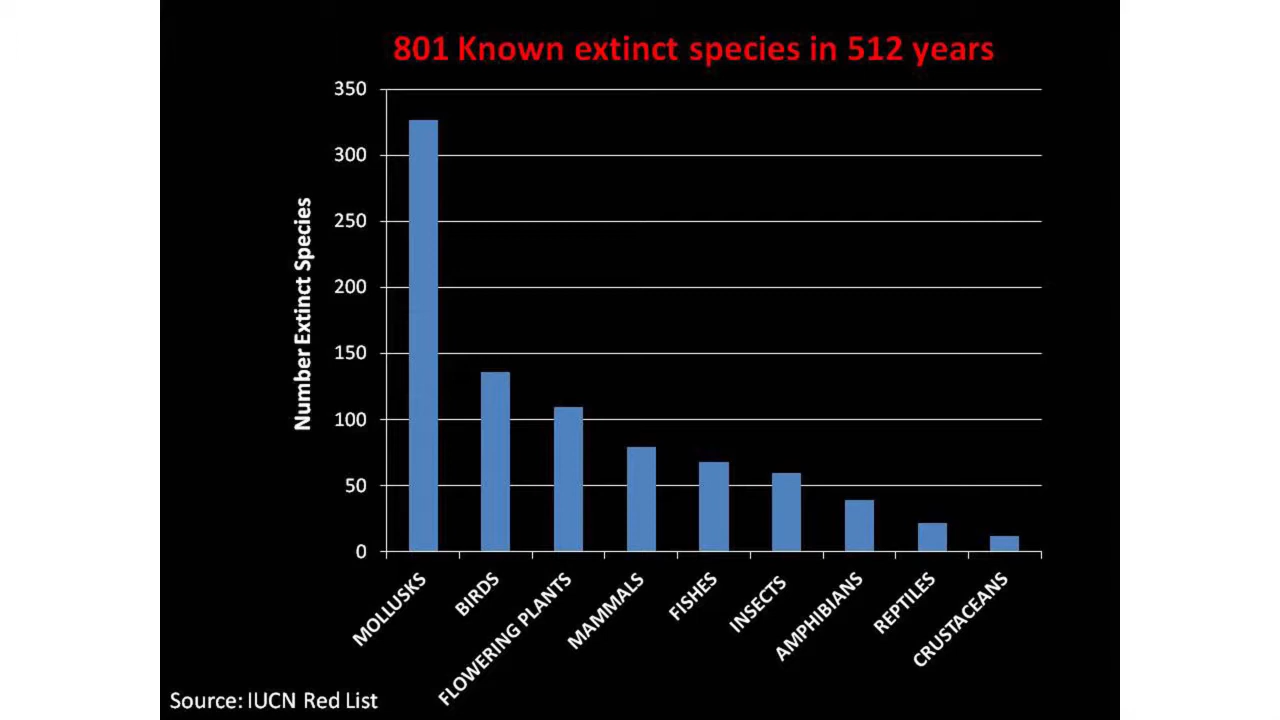 801 Known extinct species in 512 years
Number Extinct Species
350
300
250
200
150
100
50
0
MOLLUSKS
BIRDS
FLOWERING PLANTS
MAMMALS
FISHES
INSECTS
AMPHIBIANS
REPTILES
CRUSTACEANS
Source: IUCN Red List